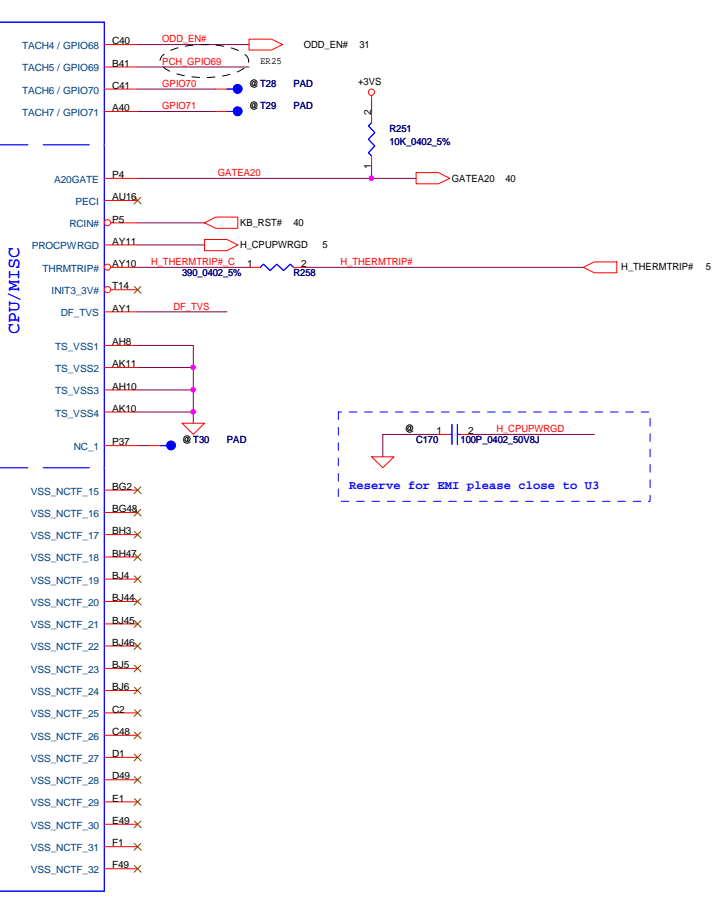 TACH4 / GPIO68 C40 ODD_EN# ODD_EN# 31
TACH5 / GPIO69 B41 PCH_GPIO69 ER25
TACH6 / GPIO70 C41 GPIO70 @ T28 PAD
TACH7 / GPIO71 A40 GPIO71 @ T29 PAD
+3VS
2
R251
10K_0402_5%
1
A20GATE P4 GATEA20 GATEA20 40
PECI AU16
RCIN# P5 KB_RST# 40
PROCPWRGD AY11 H_CPUPWRGD 5
THRMTRIP# AY10 H_THERMTRIP#_C 1 2 H_THERMTRIP# H_THERMTRIP# 5
390_0402_5% R258
INIT3_3V# T14
DF_TVS AY1 DF_TVS
CPU/MISC
TS_VSS1 AH8
TS_VSS2 AK11
TS_VSS3 AH10
TS_VSS4 AK10
NC_1 P37 @ T30 PAD
@ 1 2 H_CPUPWRGD
C170 100P_0402_50V8J
Reserve for EMI please close to U3
VSS_NCTF_15 BG2
VSS_NCTF_16 BG48
VSS_NCTF_17 BH3
VSS_NCTF_18 BH47
VSS_NCTF_19 BJ4
VSS_NCTF_20 BJ44
VSS_NCTF_21 BJ45
VSS_NCTF_22 BJ46
VSS_NCTF_23 BJ5
VSS_NCTF_24 BJ6
VSS_NCTF_25 C2
VSS_NCTF_26 C48
VSS_NCTF_27 D1
VSS_NCTF_28 D49
VSS_NCTF_29 E1
VSS_NCTF_30 E49
VSS_NCTF_31 F1
VSS_NCTF_32 F49